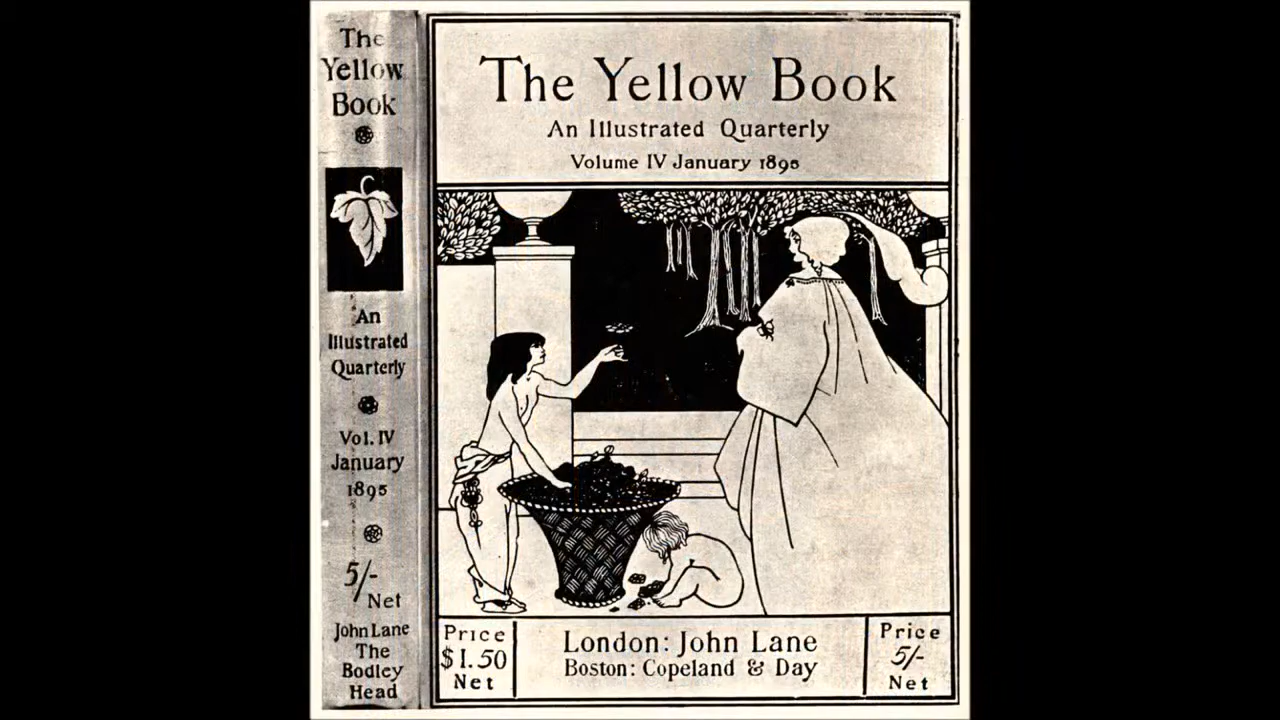 The
Yellow
Book
An
Illustrated
Quarterly
Vol. IV
January
1895
5/-
Net
John Lane
The
Bodley
Head
The Yellow Book
An Illustrated Quarterly
Volume IV January 1895
Price
$1.50
Net
London: John Lane
Boston: Copeland & Day
Price
5/-
Net